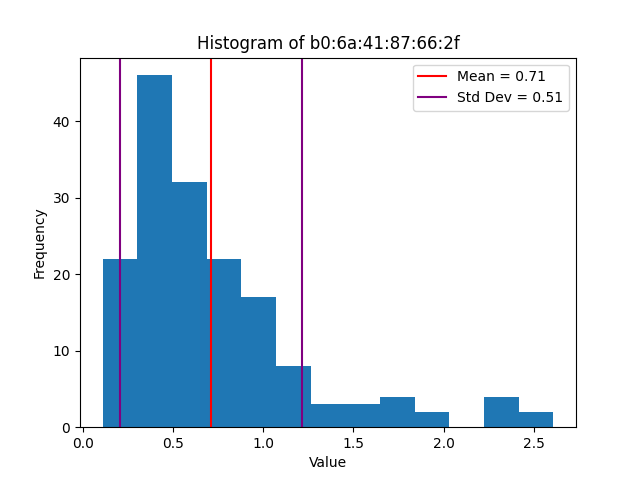 Histogram of b0:6a:41:87:66:2f
Mean = 0.71
Std Dev = 0.51
Frequency
40
30
20
10
0
0.0 0.5 1.0 1.5 2.0 2.5
Value